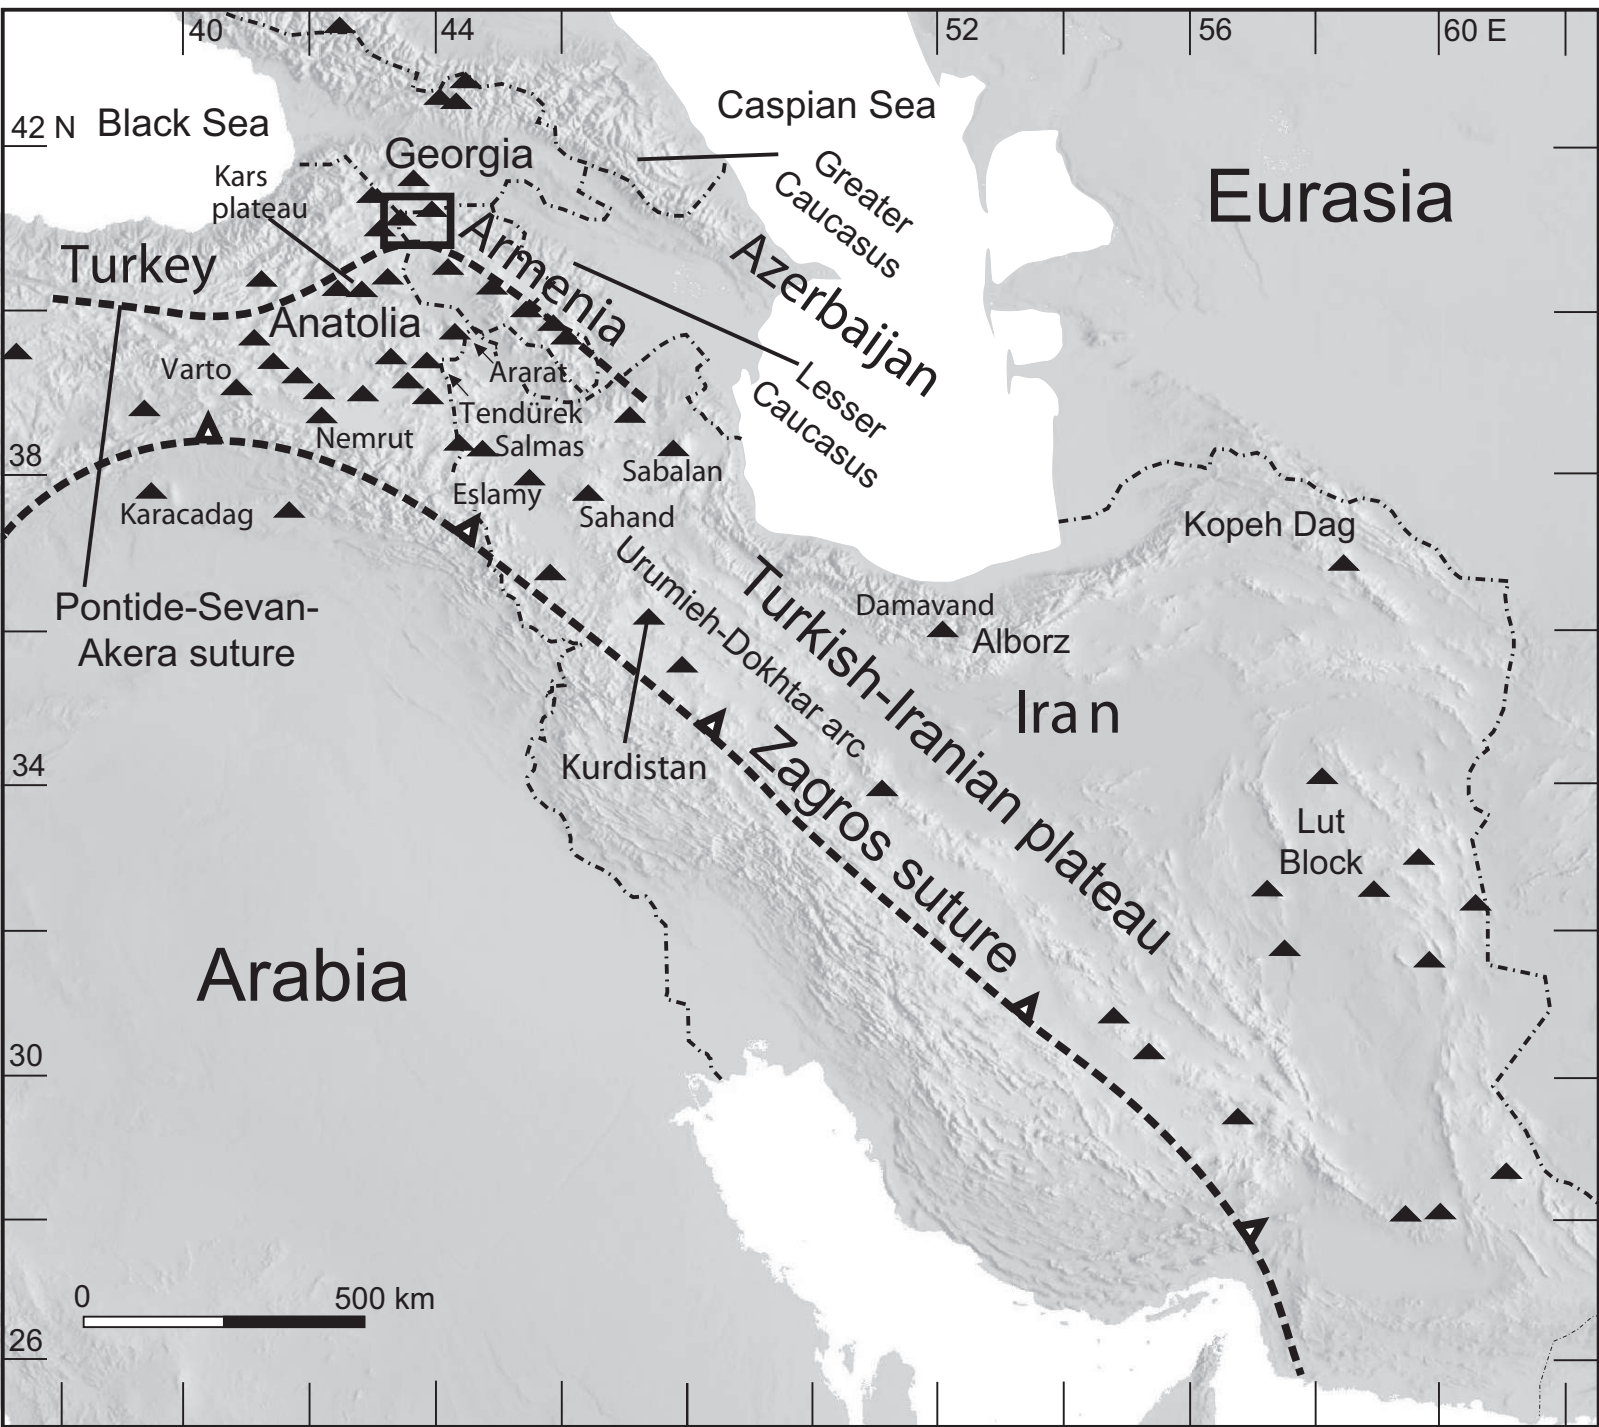 40
44
52
56
60 E
42 N
Black Sea
Caspian Sea
Georgia
Greater
Caucasus
Eurasia
Kars
plateau
Turkey
Armenia
Azerbaijan
Anatolia
Varto
Ararat
Lesser
Caucasus
Tendürek
Nemrut
Salmas
38
Sabalan
Eslamy
Karacadag
Sahand
Kopeh Dag
Urumieh-Dokhtar arc
Turkish-Iranian plateau
Pontide-Sevan-
Akera suture
Damavand
Alborz
Iran
Zagros suture
34
Kurdistan
Lut
Block
Arabia
30
0
500 km
26